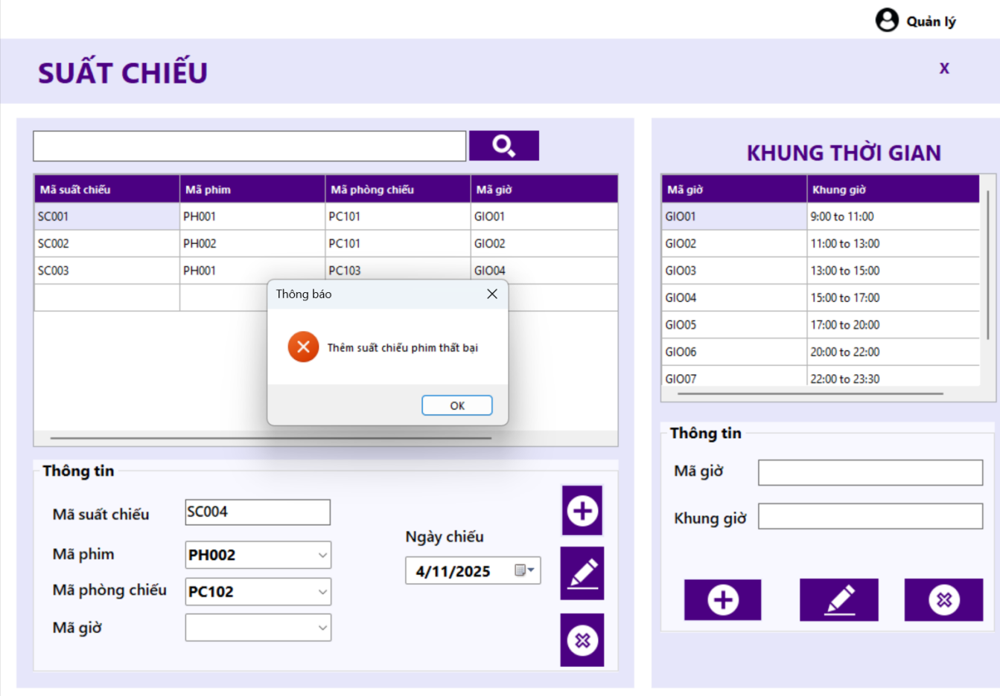 Quản lý
SUẤT CHIẾU
X
Mã suất chiếu Mã phim Mã phòng chiếu Mã giờ
SC001 PH001 PC101 GIO01
SC002 PH002 PC101 GIO02
SC003 PH001 PC103 GIO04
Thông báo
Thêm suất chiếu phim thất bại
OK
Thông tin
Mã suất chiếu SC004
Mã phim PH002
Mã phòng chiếu PC102
Mã giờ
Ngày chiếu
4/11/2025
KHUNG THỜI GIAN
Mã giờ Khung giờ
GIO01 9:00 to 11:00
GIO02 11:00 to 13:00
GIO03 13:00 to 15:00
GIO04 15:00 to 17:00
GIO05 17:00 to 20:00
GIO06 20:00 to 22:00
GIO07 22:00 to 23:30
Thông tin
Mã giờ
Khung giờ